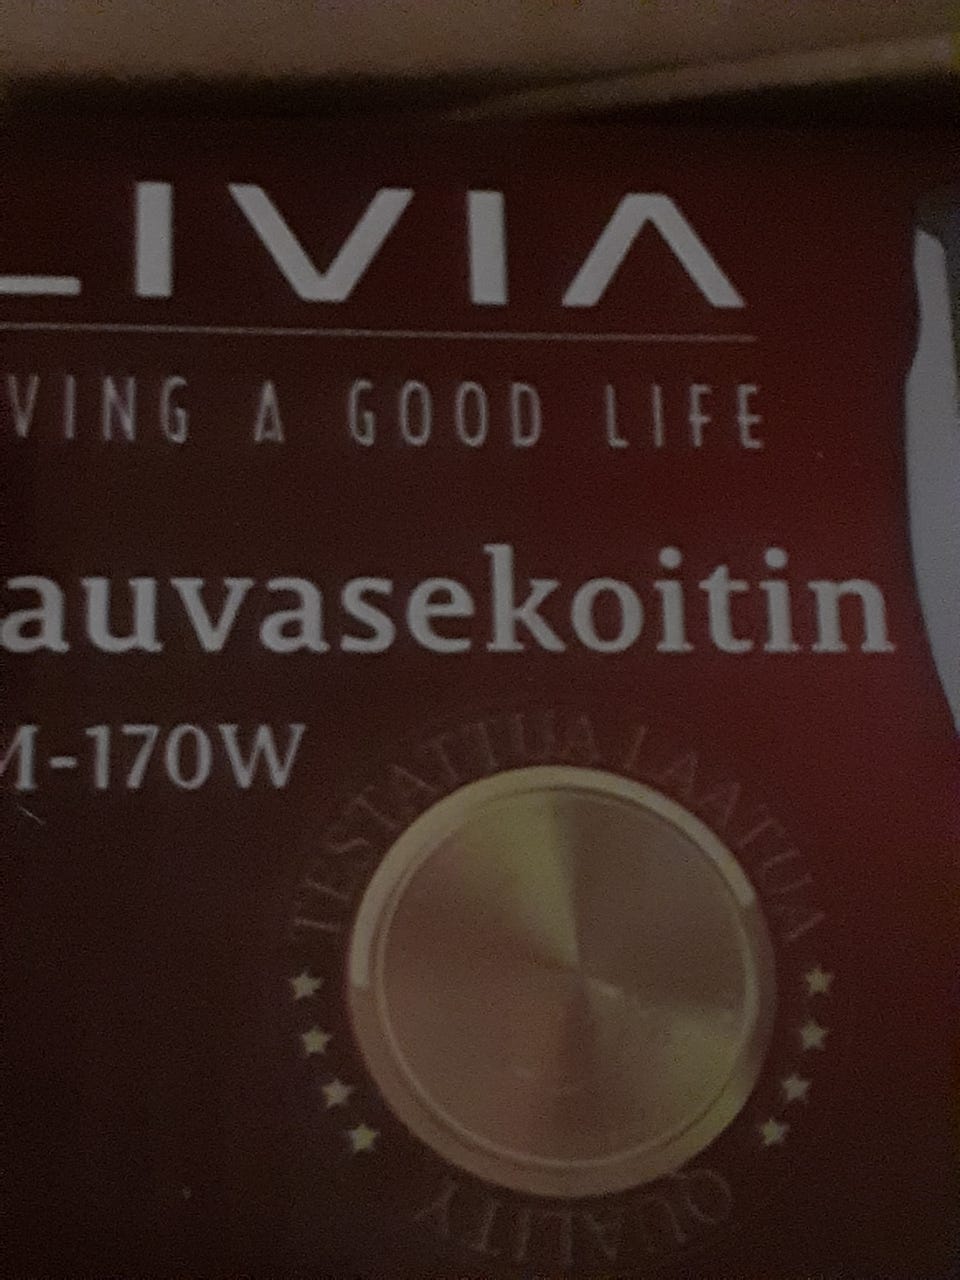 LIVIA
VING A GOOD LIFE
auvasekoitin
M-170W
TESTATTUA LAATUA
QUALITY